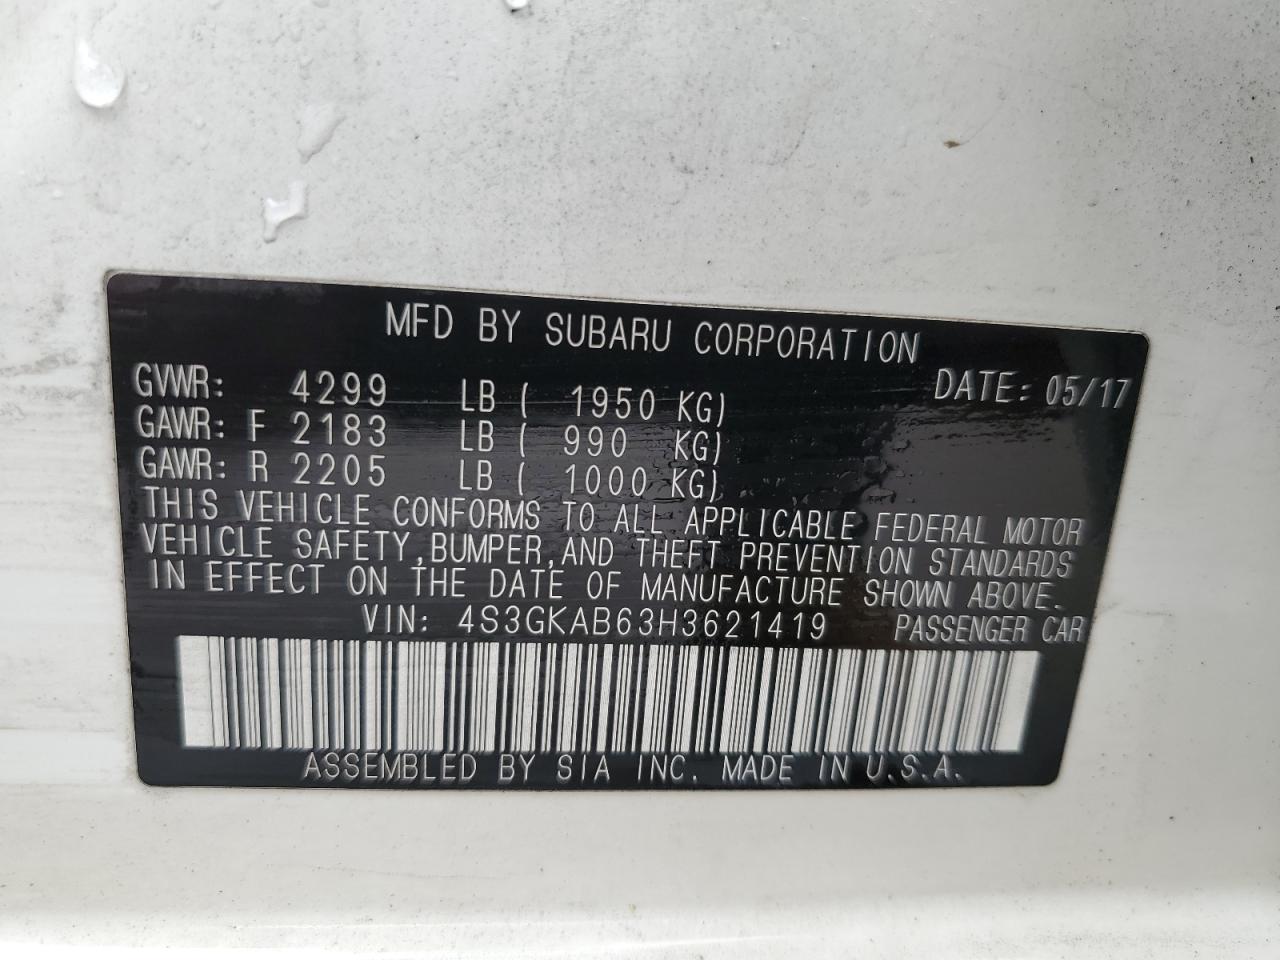 MFD BY SUBARU CORPORATION
DATE: 05/17
GVWR: 4299 LB ( 1950 KG)
GAWR: F 2183 LB ( 990 KG)
GAWR: R 2205 LB ( 1000 KG)
THIS VEHICLE CONFORMS TO ALL APPLICABLE FEDERAL MOTOR
VEHICLE SAFETY,BUMPER,AND THEFT PREVENTION STANDARDS
IN EFFECT ON THE DATE OF MANUFACTURE SHOWN ABOVE.
VIN: 4S3GKAB63H3621419 PASSENGER CAR
ASSEMBLED BY SIA INC. MADE IN U.S.A.